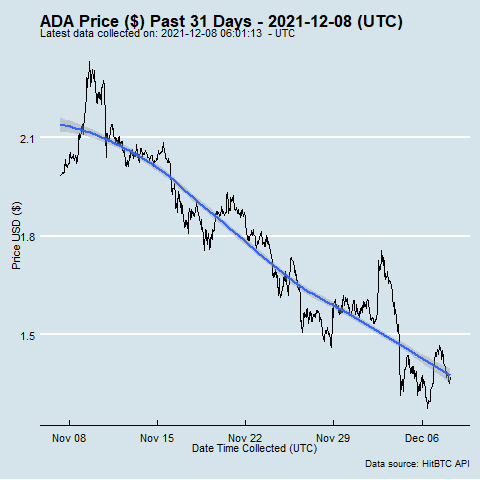 ADA Price ($) Past 31 Days - 2021-12-08 (UTC)
Latest data collected on: 2021-12-08 06:01:13  - UTC
2.1
1.8
1.5
Price USD ($)
Nov 08
Nov 15
Nov 22
Nov 29
Dec 06
Date Time Collected (UTC)
Data source: HitBTC API